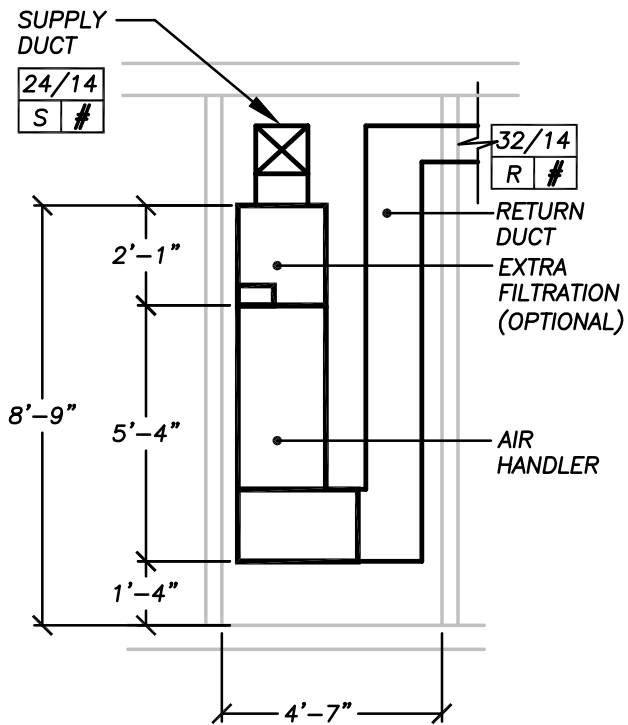 SUPPLY
DUCT
24/14
S #
32/14
R #
RETURN
DUCT
2'-1"
EXTRA
FILTRATION
(OPTIONAL)
8'-9"
5'-4"
AIR
HANDLER
1'-4"
4'-7"